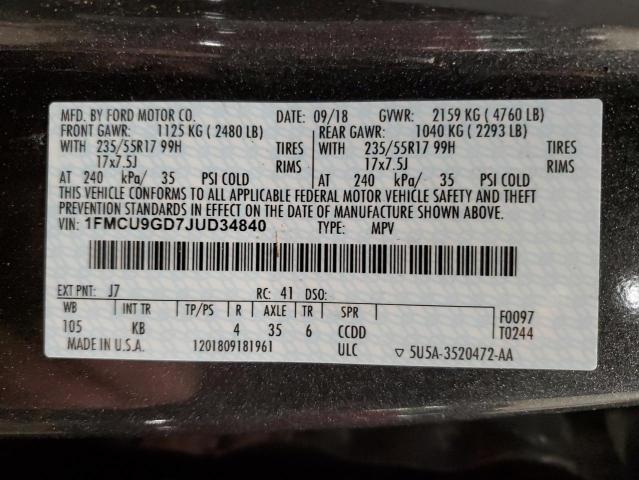 MFD. BY FORD MOTOR CO. DATE: 09/18 GVWR: 2159 KG ( 4760 LB)
FRONT GAWR: 1125 KG ( 2480 LB) REAR GAWR: 1040 KG ( 2293 LB)
WITH 235/55R17 99H TIRES WITH 235/55R17 99H TIRES
17x7.5J RIMS 17x7.5J RIMS
AT 240 kPa/ 35 PSI COLD AT 240 kPa/ 35 PSI COLD
THIS VEHICLE CONFORMS TO ALL APPLICABLE FEDERAL MOTOR VEHICLE SAFETY AND THEFT
PREVENTION STANDARDS IN EFFECT ON THE DATE OF MANUFACTURE SHOWN ABOVE.
VIN: 1FMCU9GD7JUD34840 TYPE: MPV
EXT PNT: J7 RC: 41 DSO:
WB INT TR TP/PS R AXLE TR SPR F0097
105 KB 4 35 6 CCDD T0244
MADE IN U.S.A. 1201809181961 ULC ▽ 5U5A-3520472-AA